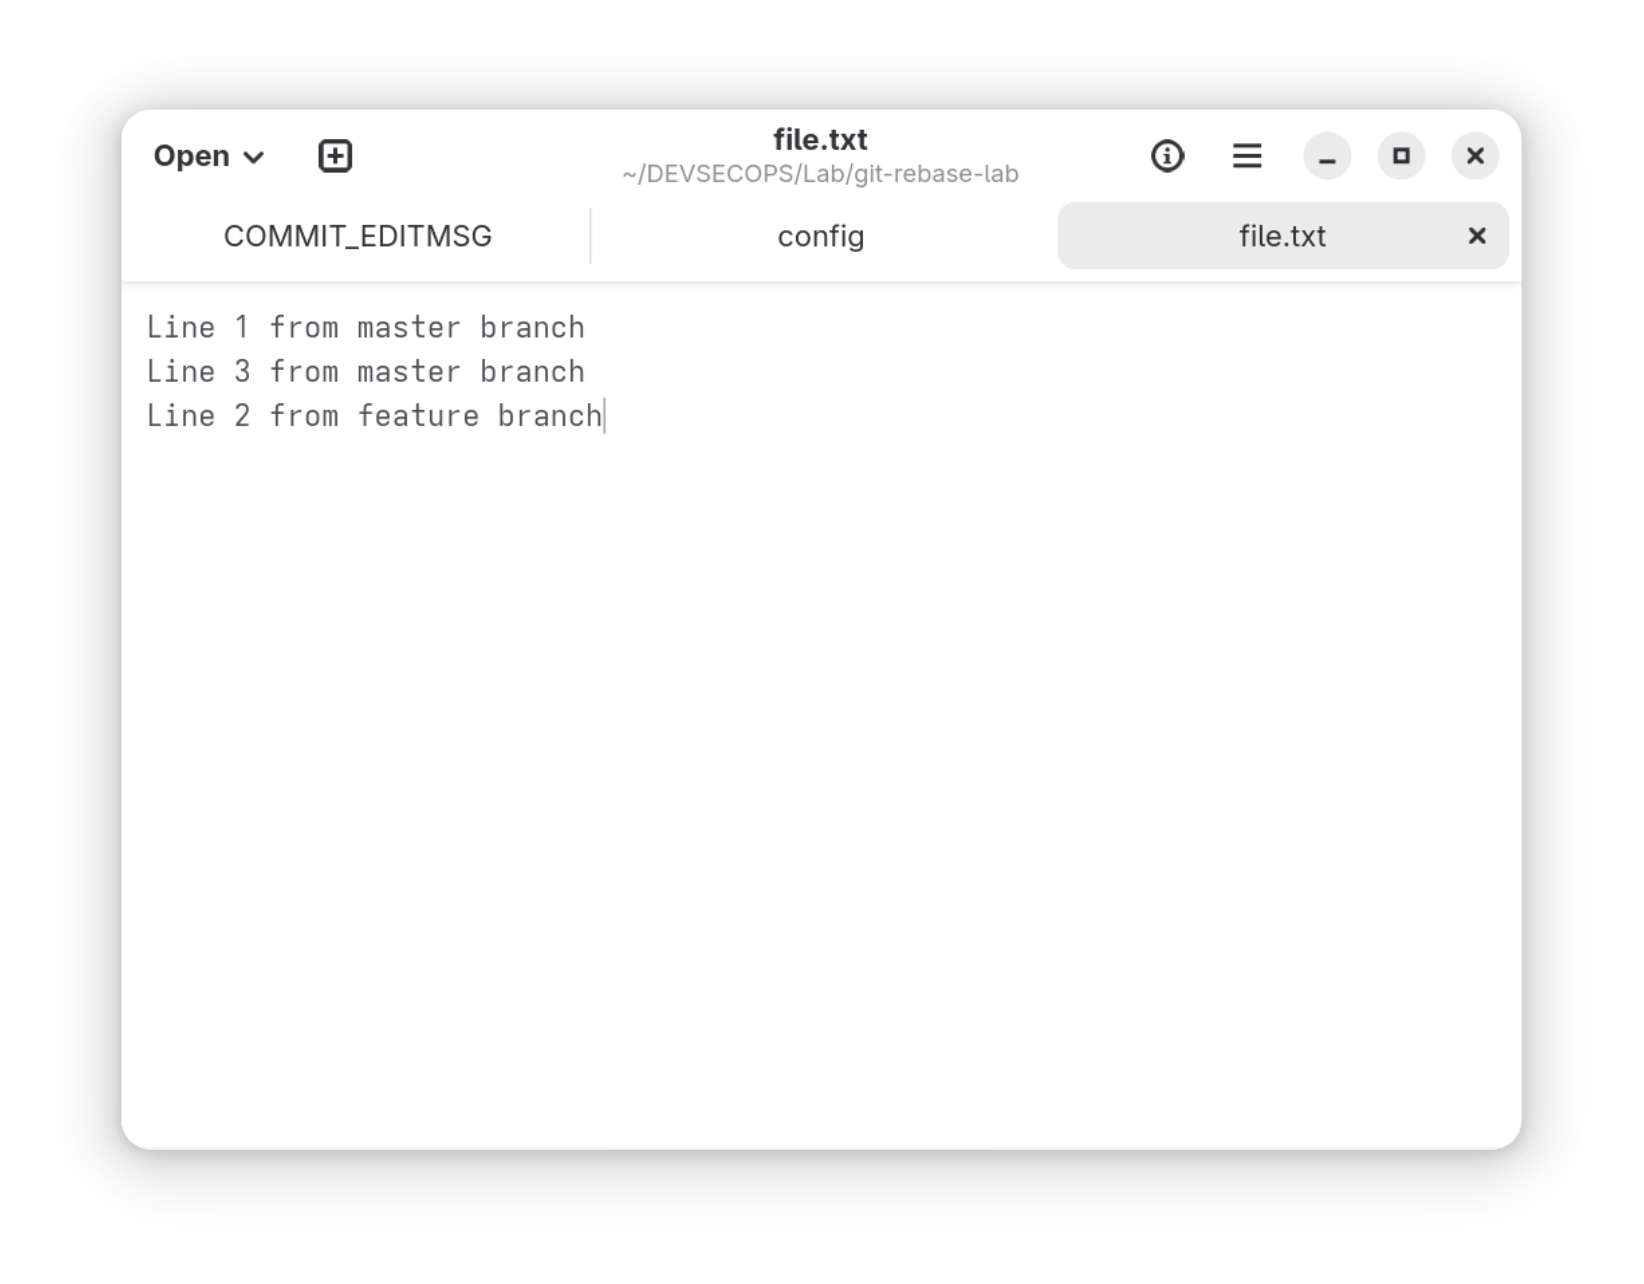 Open
file.txt
~/DEVSECOPS/Lab/git-rebase-lab
COMMIT_EDITMSG
config
file.txt
Line 1 from master branch
Line 3 from master branch
Line 2 from feature branch